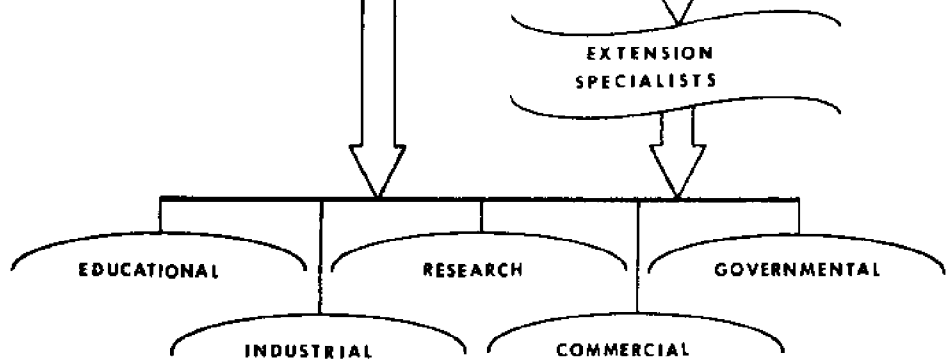 EXTENSION
SPECIALISTS
EDUCATIONAL
RESEARCH
GOVERNMENTAL
INDUSTRIAL
COMMERCIAL